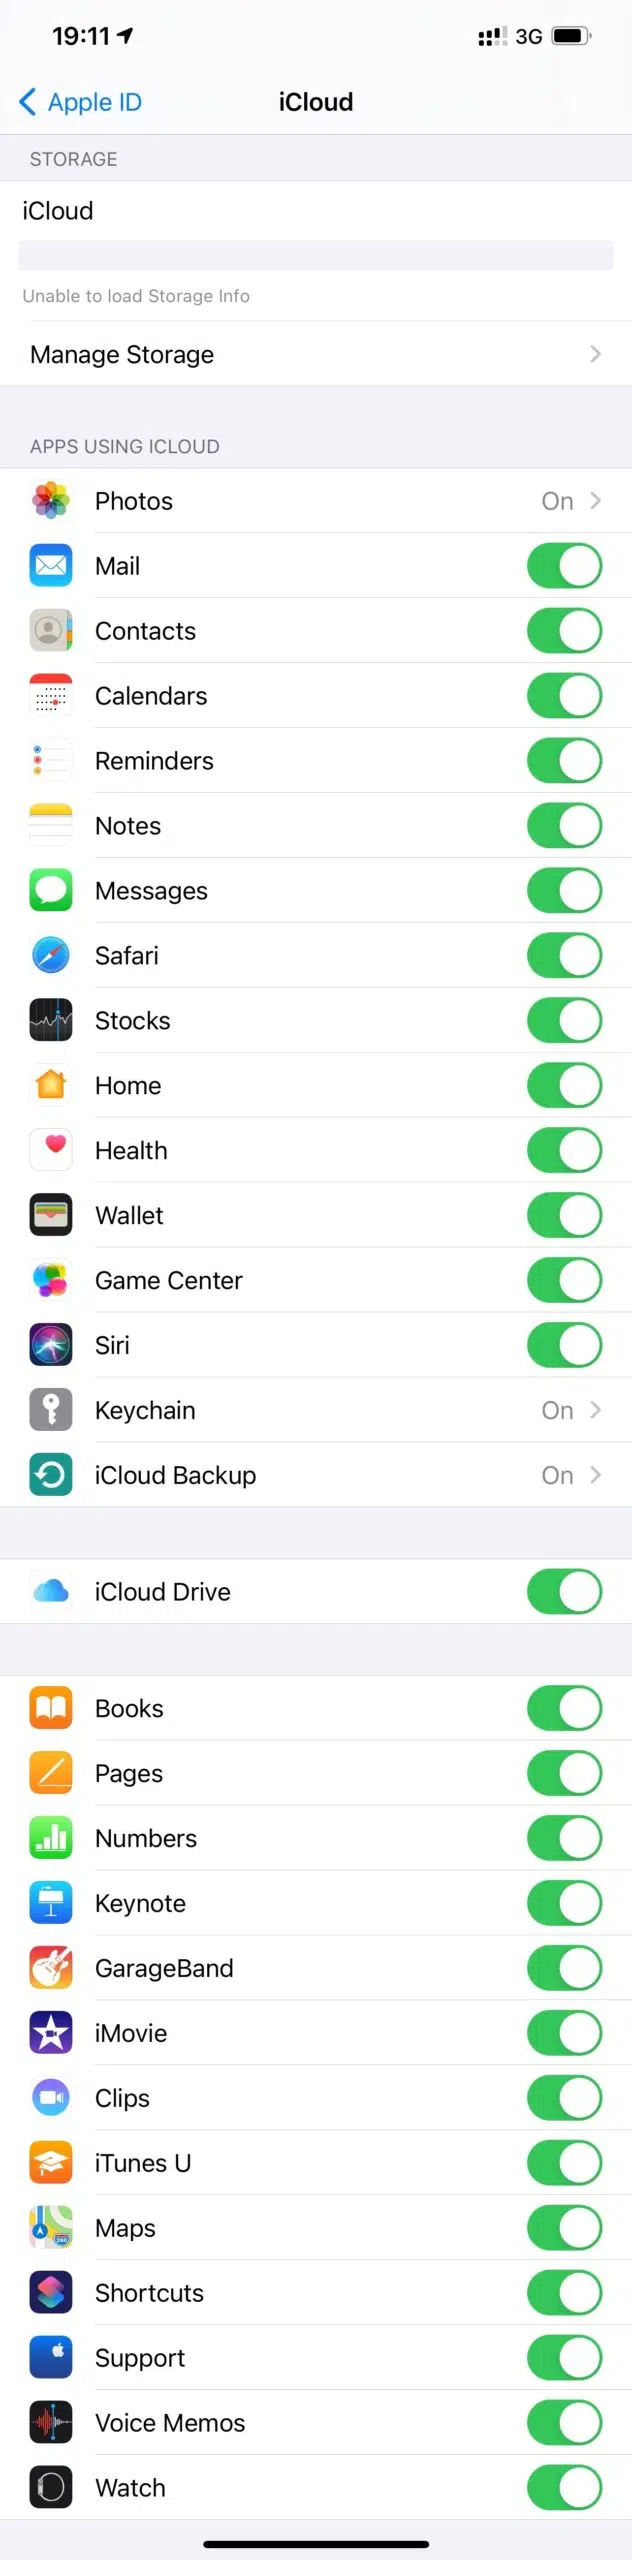 19:11 3G
Apple ID iCloud
STORAGE
iCloud
Unable to load Storage Info
Manage Storage
APPS USING ICLOUD
Photos On
Mail
Contacts
Calendars
Reminders
Notes
Messages
Safari
Stocks
Home
Health
Wallet
Game Center
Siri
Keychain On
iCloud Backup On
iCloud Drive
Books
Pages
Numbers
Keynote
GarageBand
iMovie
Clips
iTunes U
Maps
280
Shortcuts
Support
Voice Memos
Watch